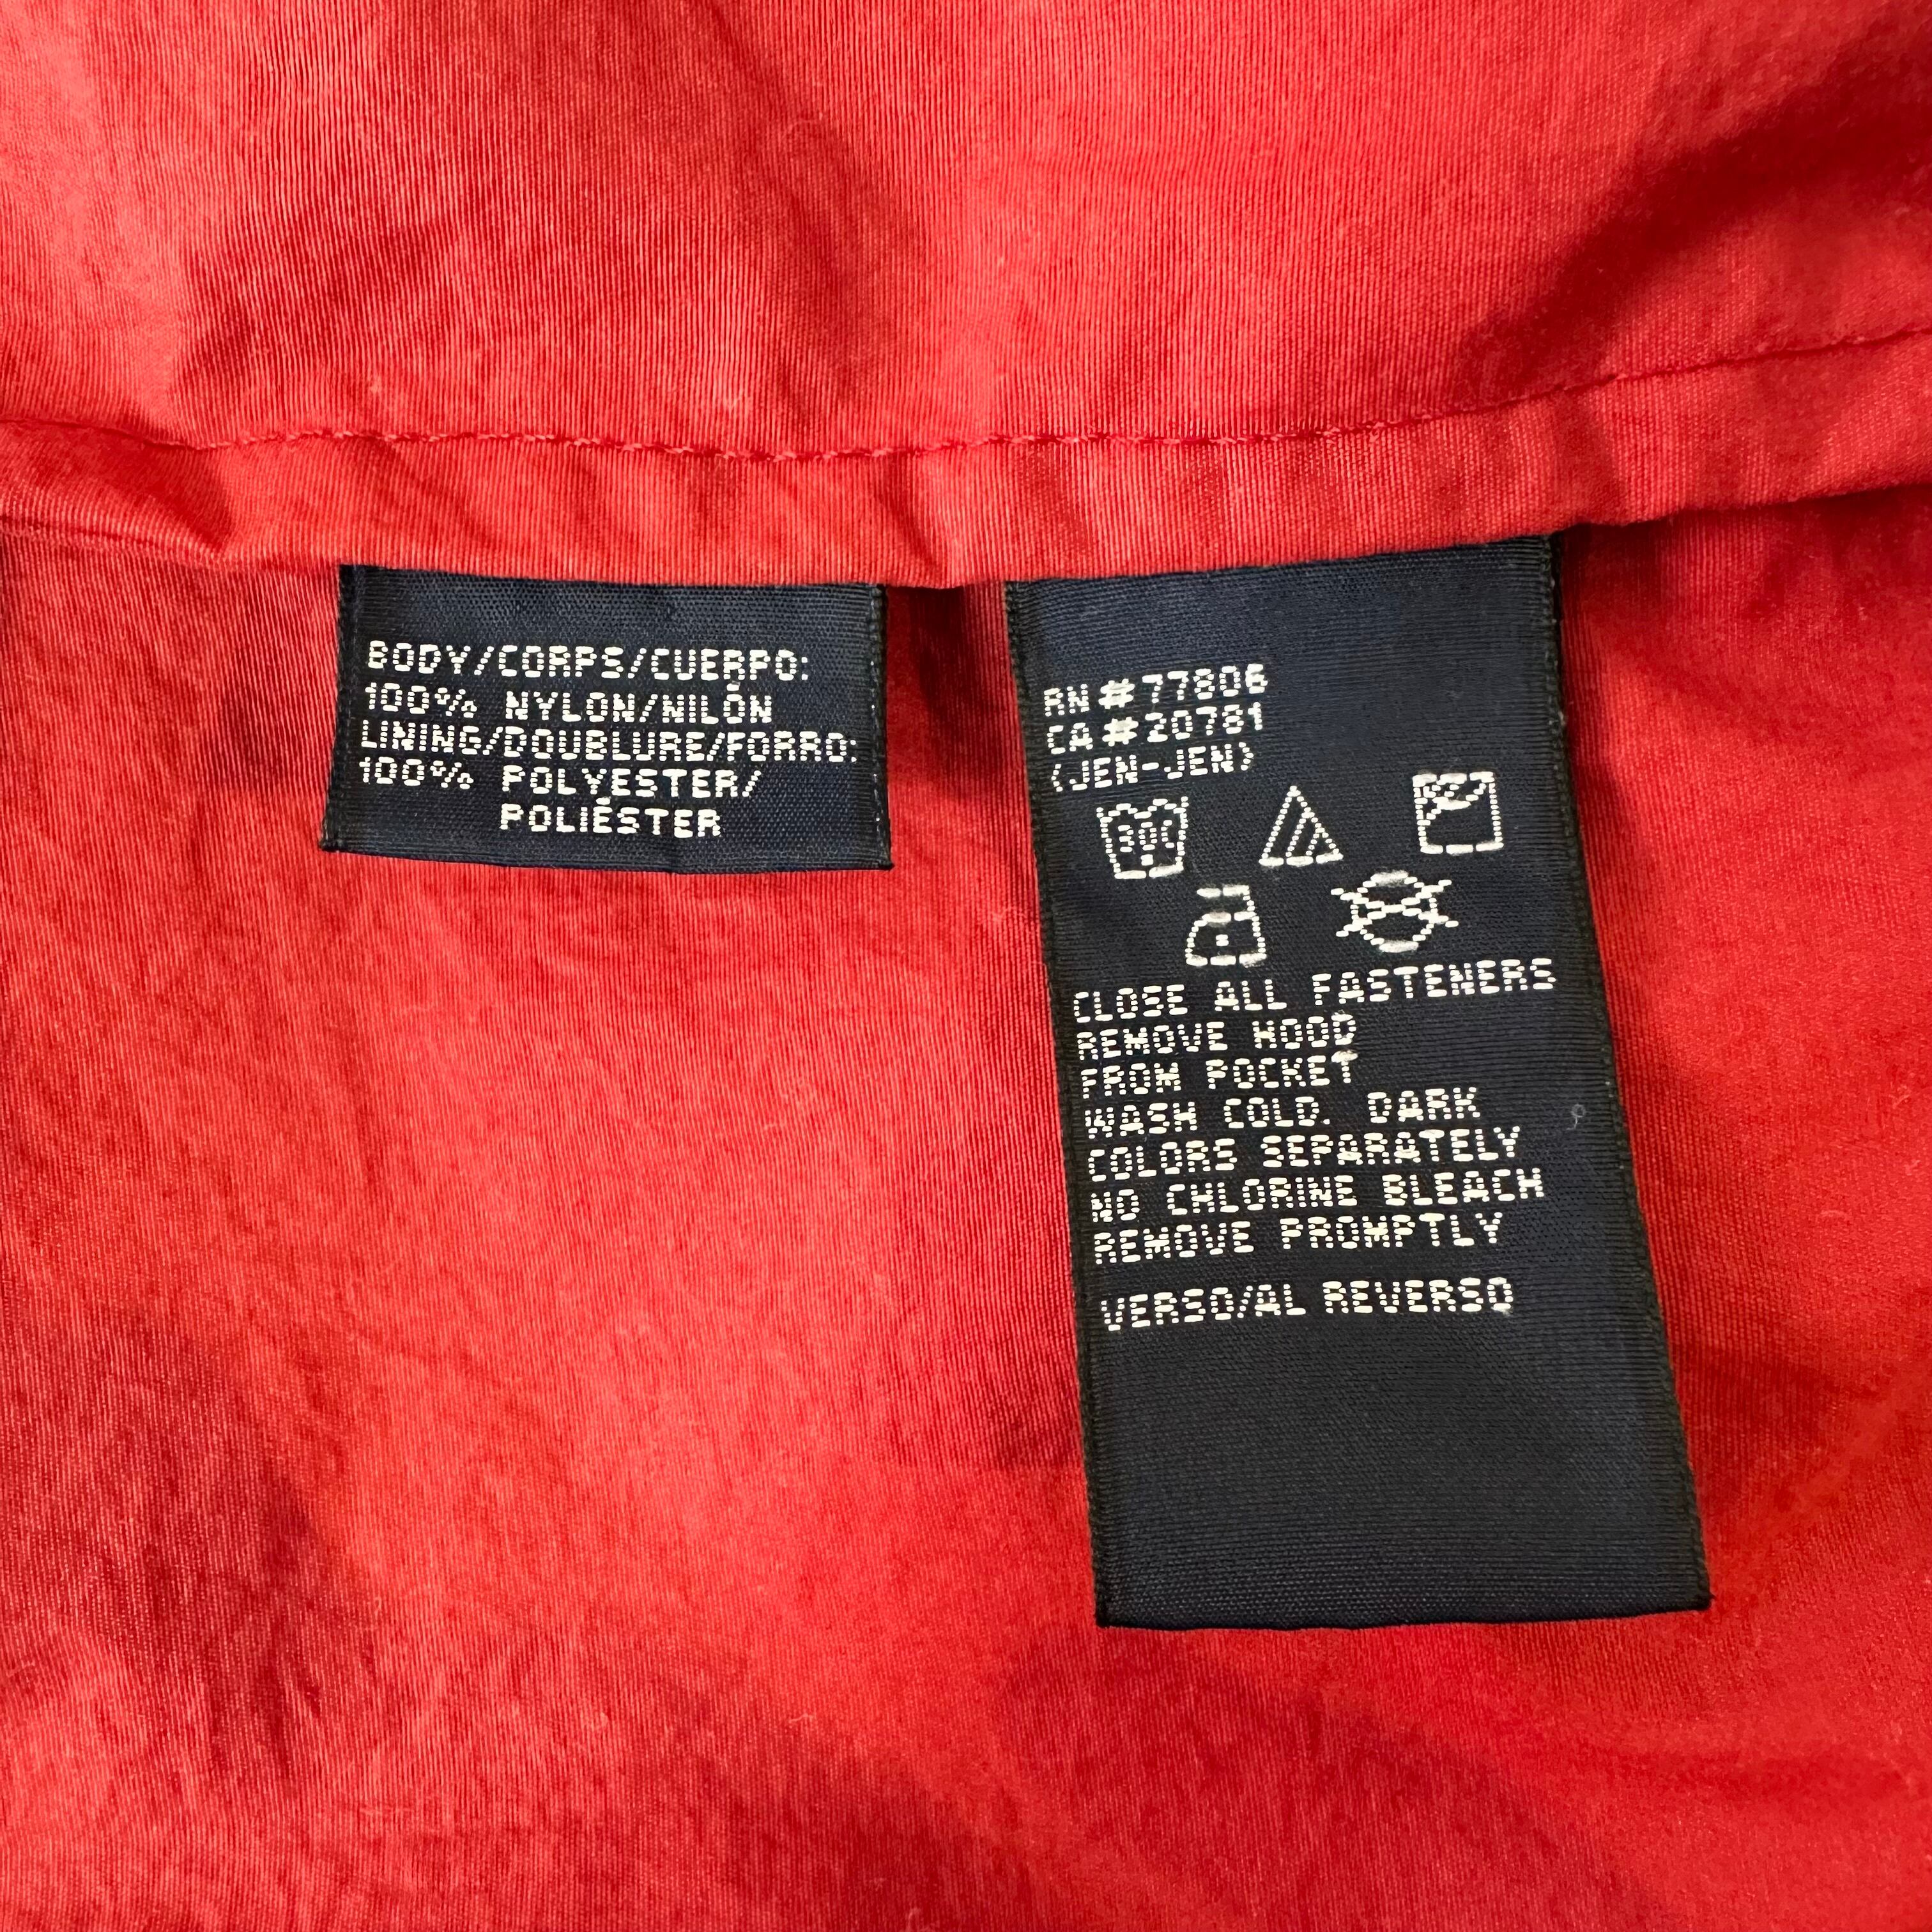 BODY/CORPS/CUERPO:
100% NYLON/NILÓN
LINING/DOUBLURE/FORRO:
100% POLYESTER/
POLIÉSTER
RN#77806
CA#20781
(JEN-JEN)
30C
CLOSE ALL FASTENERS
REMOVE HOOD
FROM POCKET
WASH COLD. DARK
COLORS SEPARATELY
NO CHLORINE BLEACH
REMOVE PROMPTLY
VERSO/AL REVERSO